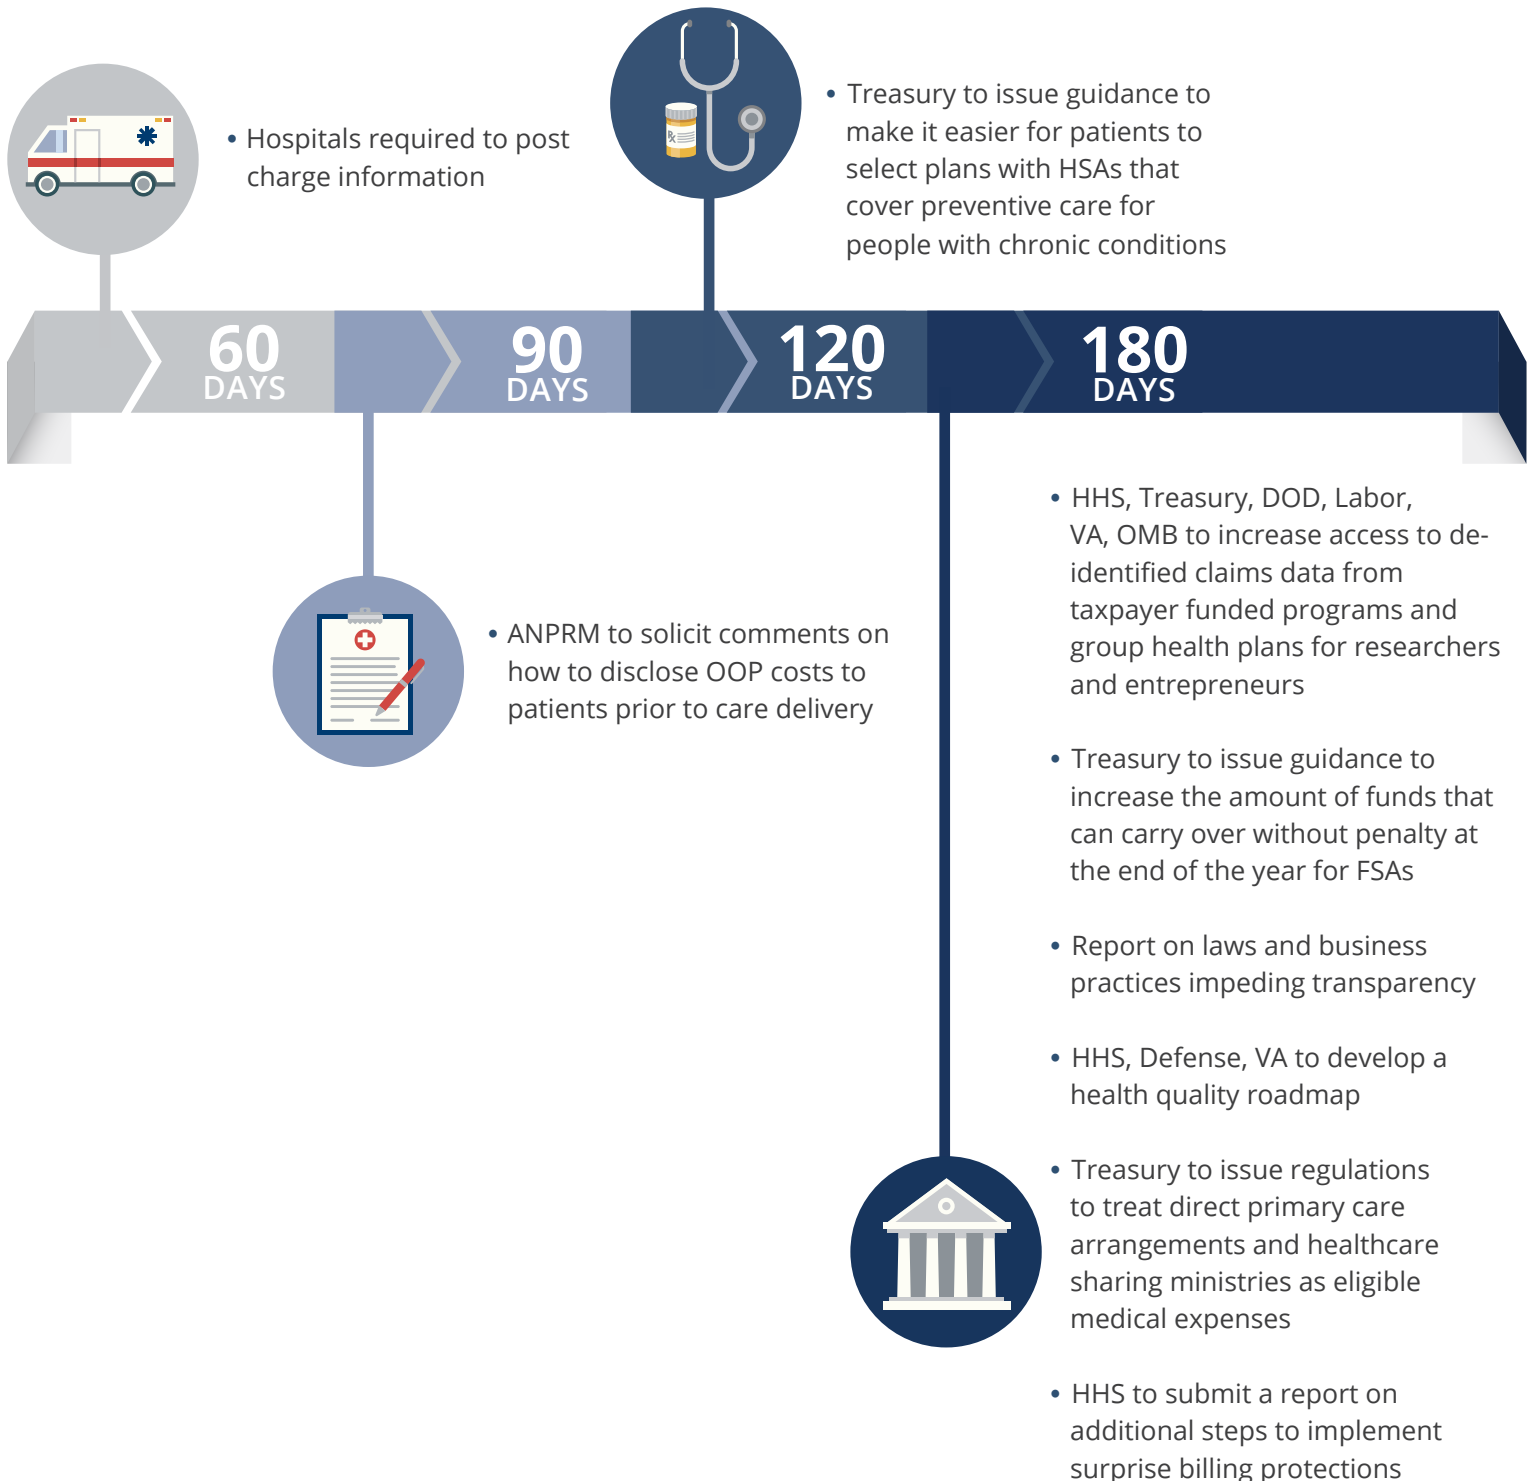 • Hospitals required to post
charge information
• Treasury to issue guidance to
make it easier for patients to
select plans with HSAs that
cover preventive care for
people with chronic conditions
Rx
60
DAYS
90
DAYS
120
DAYS
180
DAYS
• ANPRM to solicit comments on
how to disclose OOP costs to
patients prior to care delivery
• HHS, Treasury, DOD, Labor,
VA, OMB to increase access to de-
identified claims data from
taxpayer funded programs and
group health plans for researchers
and entrepreneurs
• Treasury to issue guidance to
increase the amount of funds that
can carry over without penalty at
the end of the year for FSAs
• Report on laws and business
practices impeding transparency
• HHS, Defense, VA to develop a
health quality roadmap
• Treasury to issue regulations
to treat direct primary care
arrangements and healthcare
sharing ministries as eligible
medical expenses
• HHS to submit a report on
additional steps to implement
surprise billing protections